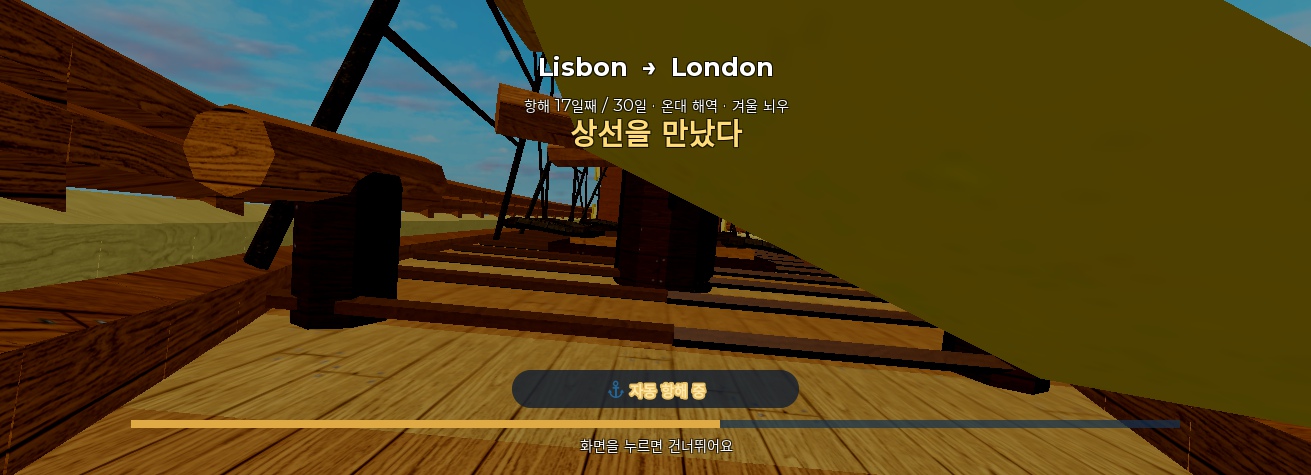 Lisbon → London
항해 17일째 / 30일 · 온대 해역 · 겨울 뇌우
상선을 만났다
⚓ 자동 항해 중
화면을 누르면 건너뛰어요